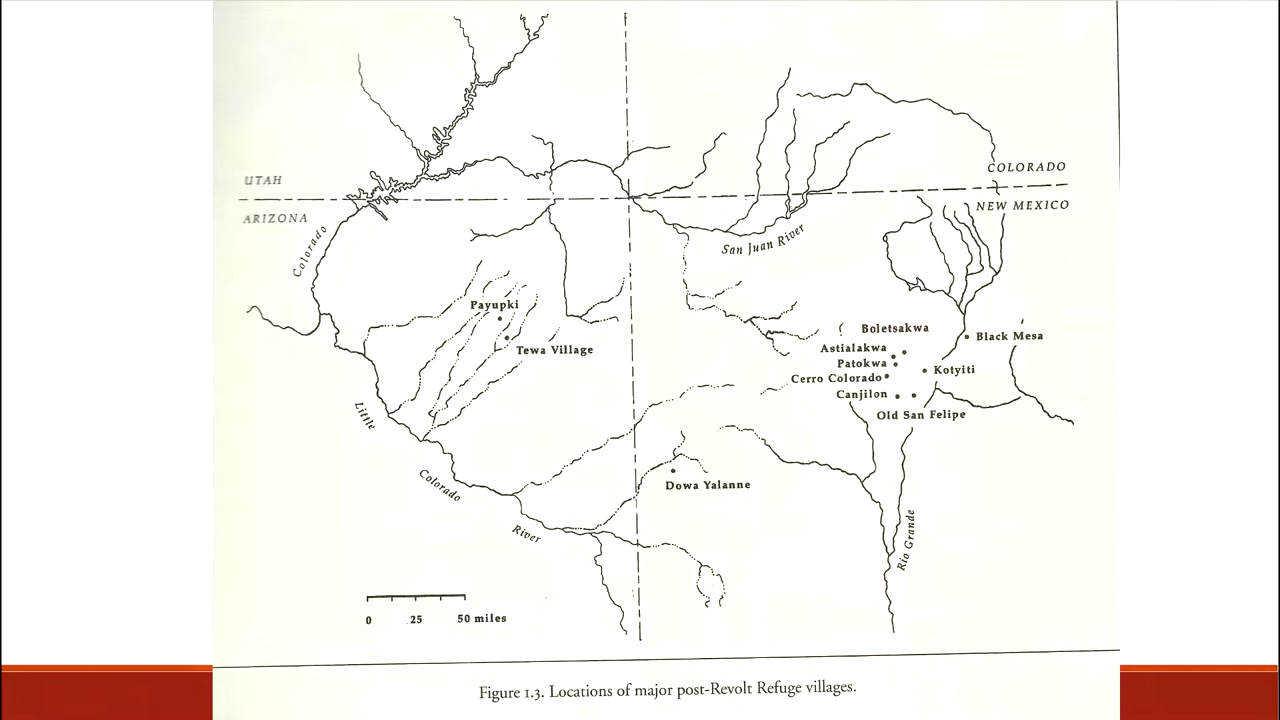 UTAH
ARIZONA
COLORADO
NEW MEXICO
Colorado
San Juan River
Payupki
Tewa Village
Boletsakwa
Black Mesa
Astialakwa
Patokwa
Kotyiti
Cerro Colorado
Canjilon
Old San Felipe
Little
Colorado
River
Dowa Yalanne
Rio Grande
0 25 50 miles
Figure 1.3. Locations of major post-Revolt Refuge villages.